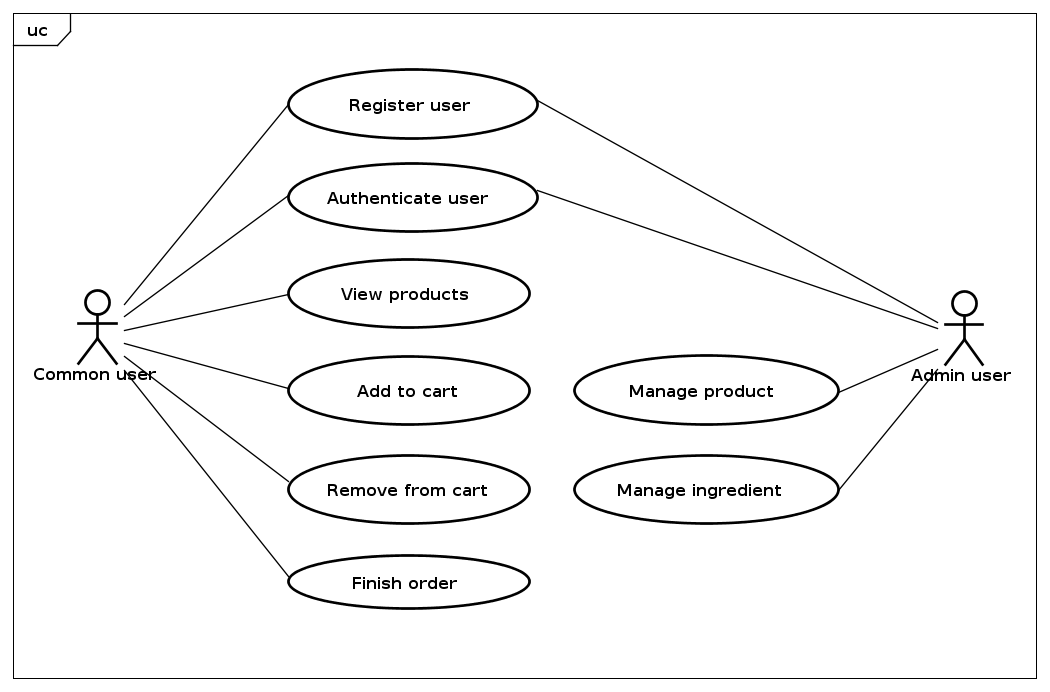 uc
Register user
Authenticate user
View products
Common user
Admin user
Add to cart
Manage product
Remove from cart
Manage ingredient
Finish order